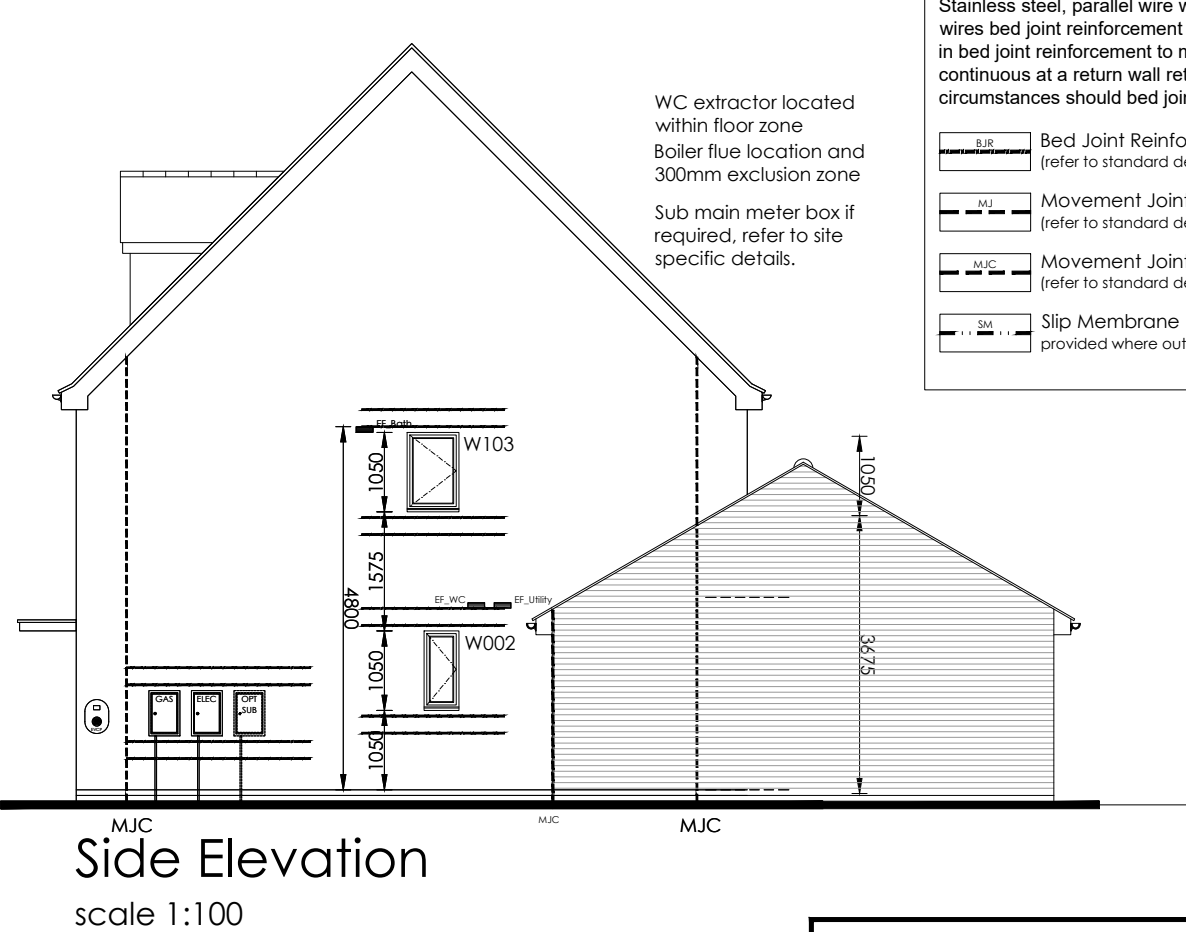 Stainless steel, parallel wire w
wires bed joint reinforcement
in bed joint reinforcement to m
continuous at a return wall ret
circumstances should bed join
WC extractor located
within floor zone
Boiler flue location and
300mm exclusion zone
Sub main meter box if
required, refer to site
specific details.
BJR
Bed Joint Reinfo
(refer to standard de
MJ
Movement Joint
(refer to standard de
MJC
Movement Joint
(refer to standard de
SM
Slip Membrane
provided where out
EF_Bath
W103
1050
1050
1575
4800
EF_WC
EF_Utility
W002
1050
3675
GAS
ELEC
OPT
SUB
1050
MJC
MJC
MJC
Side Elevation
scale 1:100